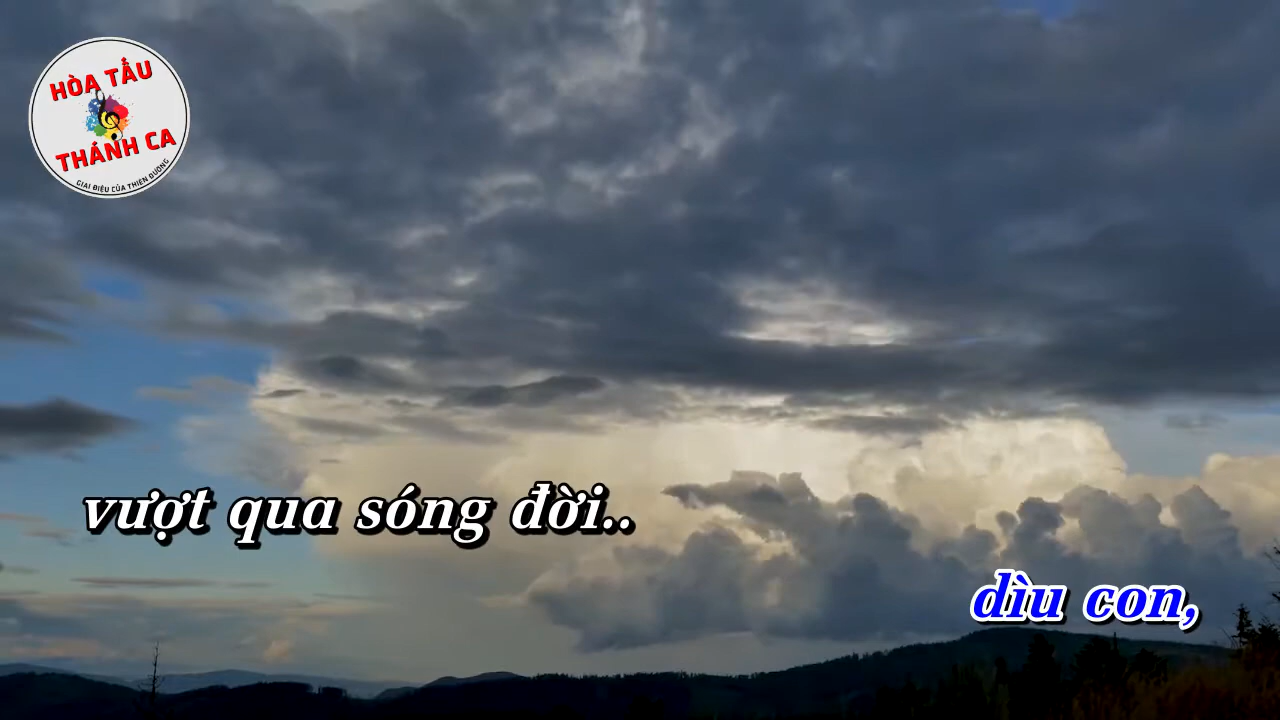 HÒA TẤU
THÁNH CA
GIAI ĐIỆU CỦA THIÊN ĐƯỜNG
vượt qua sóng đời..
dìu con,